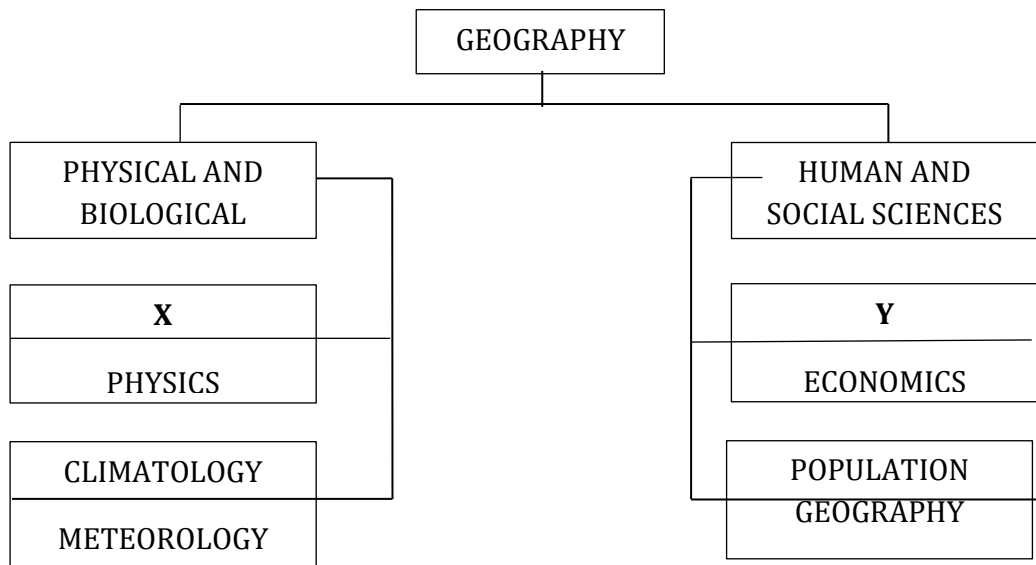 GEOGRAPHY
PHYSICAL AND
BIOLOGICAL
HUMAN AND
SOCIAL SCIENCES
X
PHYSICS
Y
ECONOMICS
CLIMATOLOGY
METEOROLOGY
POPULATION
GEOGRAPHY